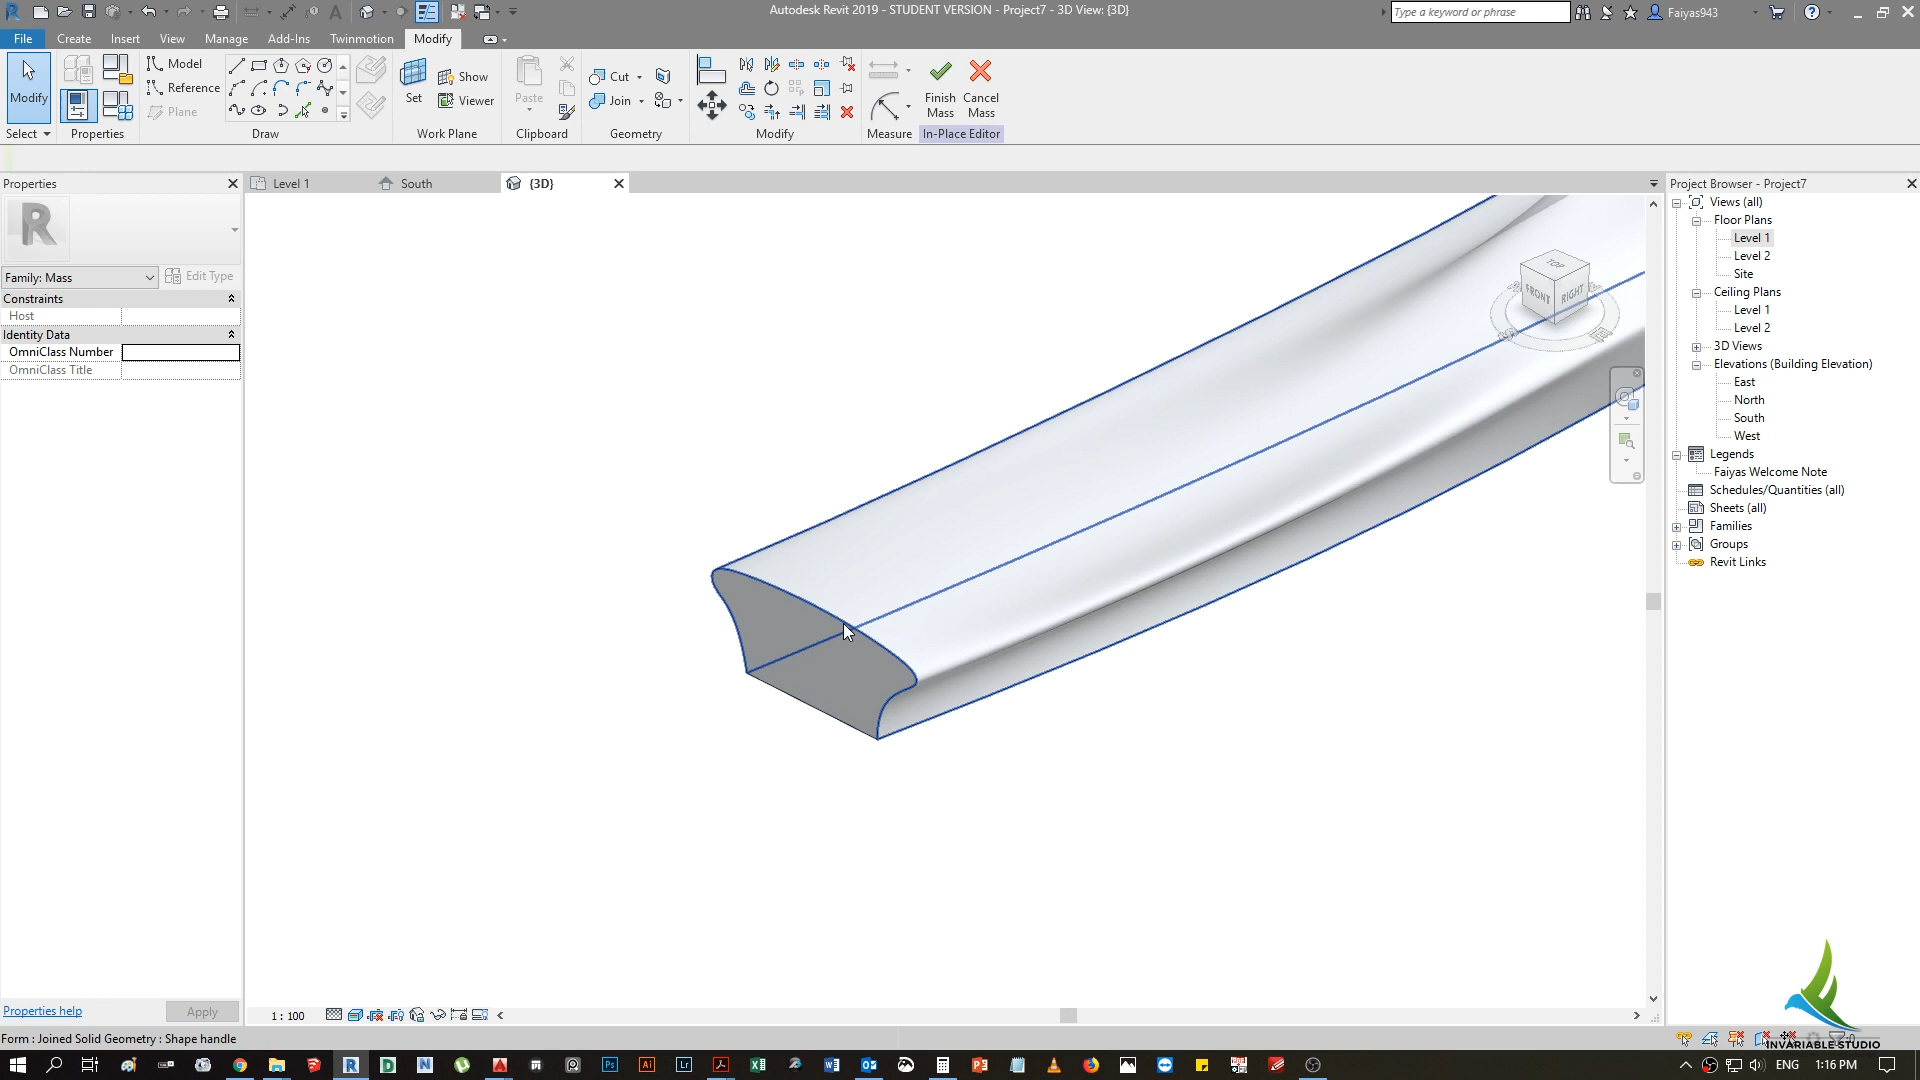 Autodesk Revit 2019 - STUDENT VERSION - Project7 - 3D View: {3D}
Type a keyword or phrase
Faiyas943
File Create Insert View Manage Add-Ins Twinmotion Modify
Modify
Select
Properties
Model
Reference
Plane
Draw
Set
Show
Viewer
Work Plane
Paste
Clipboard
Cut
Join
Geometry
Modify
Measure
Finish Mass
Cancel Mass
In-Place Editor
Properties
Level 1
South
{3D}
Project Browser - Project7
R
Family: Mass
Edit Type
Constraints
Host
Identity Data
OmniClass Number
OmniClass Title
Views (all)
Floor Plans
Level 1
Level 2
Site
Ceiling Plans
Level 1
Level 2
3D Views
Elevations (Building Elevation)
East
North
South
West
Legends
Faiyas Welcome Note
Schedules/Quantities (all)
Sheets (all)
Families
Groups
Revit Links
TOP
FRONT
RIGHT
Properties help
Apply
1 : 100
Form : Joined Solid Geometry : Shape handle
INVARIABLE STUDIO
ENG
1:16 PM